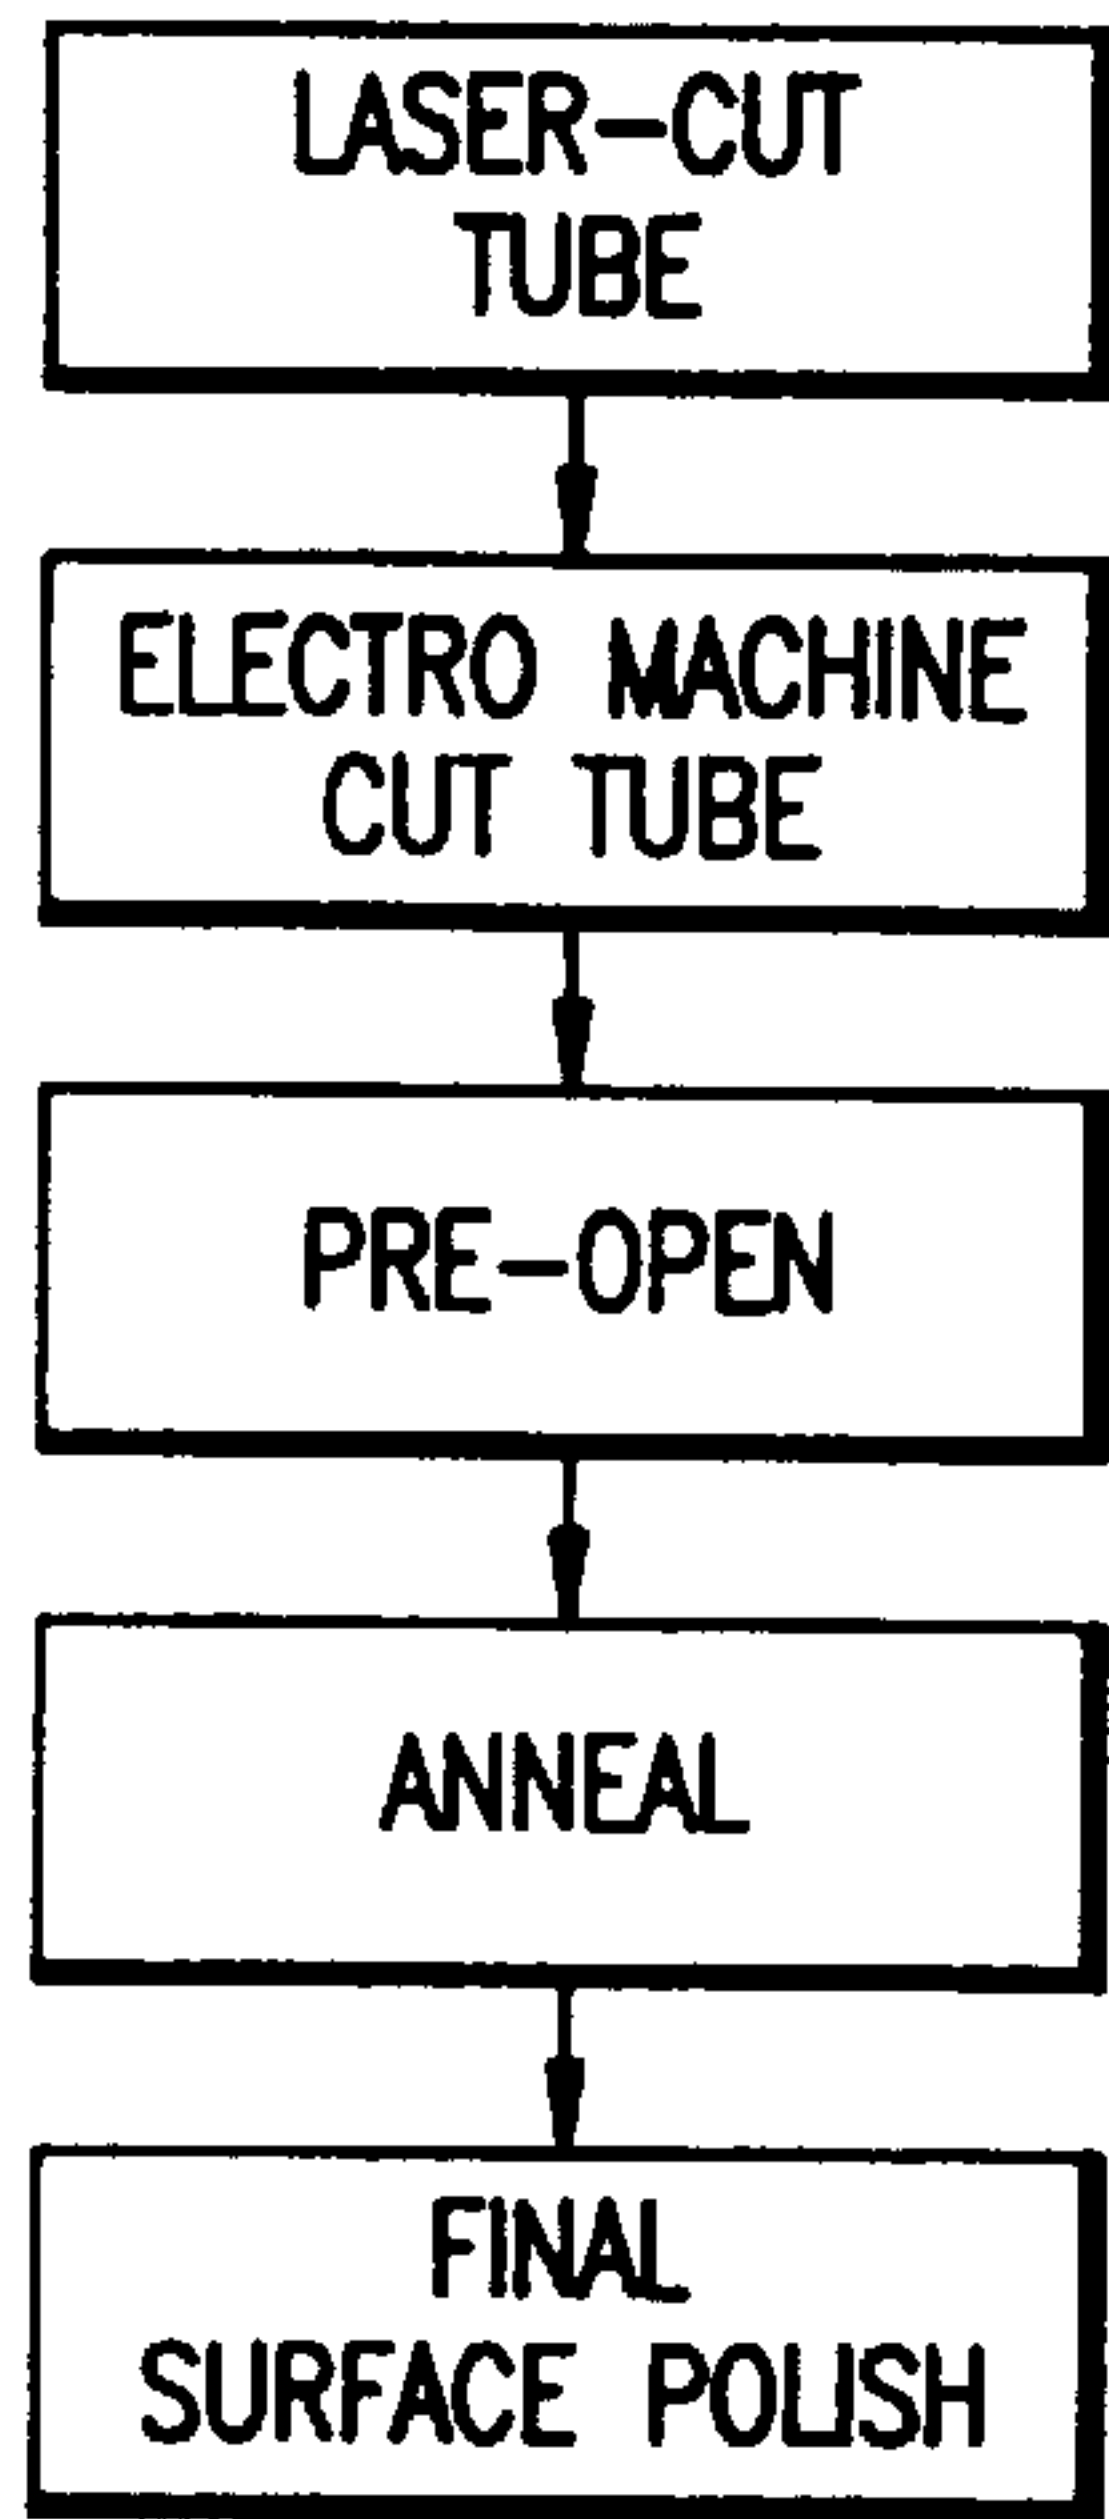 LASER-CUT
TUBE
ELECTRO MACHINE
CUT TUBE
PRE-OPEN
ANNEAL
FINAL
SURFACE POLISH